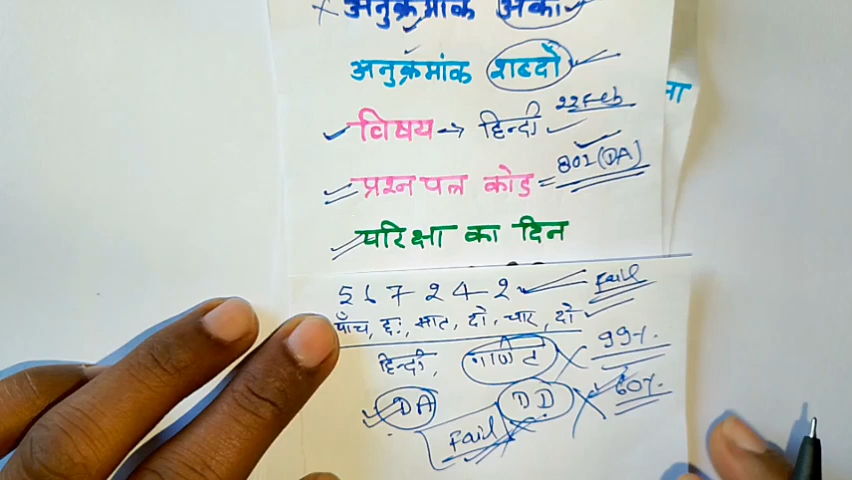 अनुक्रमांक अंको
अनुक्रमांक शब्दों
22 Feb
विषय → हिन्दी
801 (DA)
प्रश्न पत्र कोड =
परिक्षा का दिन
5 6 7 2 4 2 Fail
पाँच, छ:, सात, दो, चार, दो
हिन्दी, गणित 99%
DA DD 60%
Fail